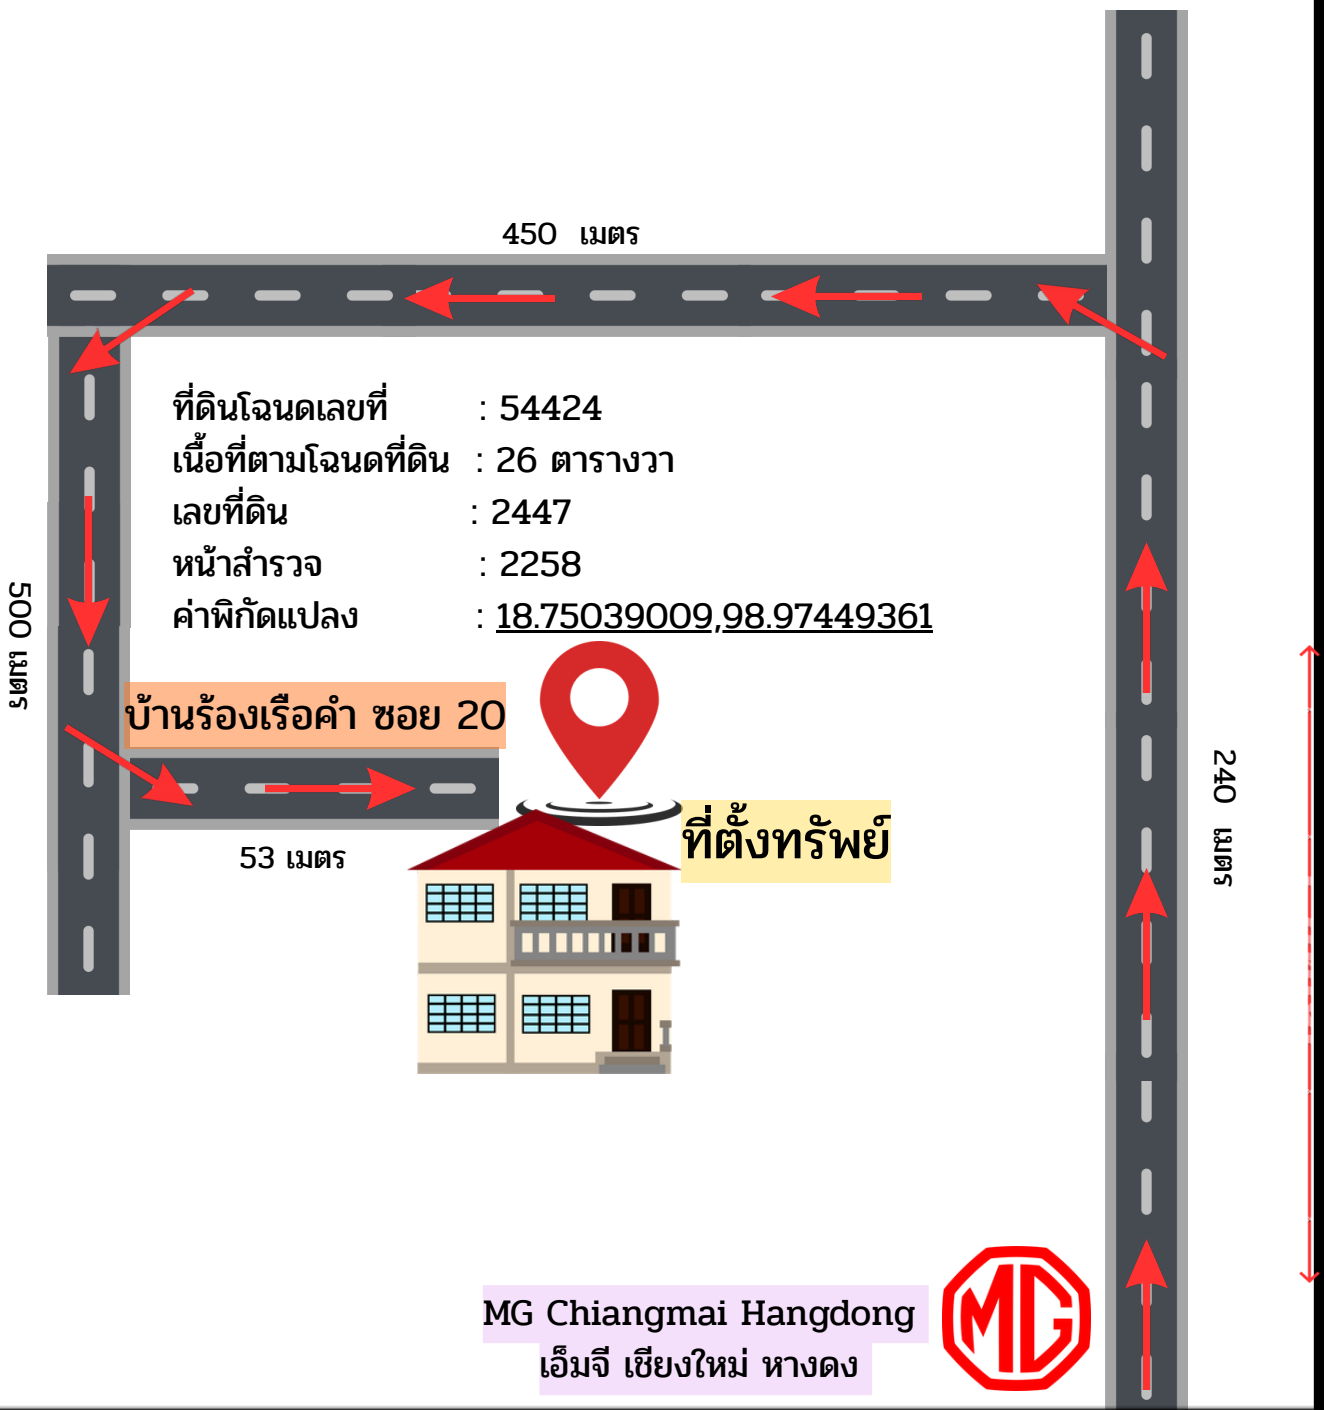 450 เมตร
ที่ดินโฉนดเลขที่ : 54424
เนื้อที่ตามโฉนดที่ดิน : 26 ตารางวา
เลขที่ดิน : 2447
หน้าสำรวจ : 2258
ค่าพิกัดแปลง : 18.75039009,98.97449361
500 เมตร
บ้านร้องเรือคำ ซอย 20
240 เมตร
ที่ตั้งทรัพย์
53 เมตร
MG Chiangmai Hangdong
เอ็มจี เชียงใหม่ หางดง
MG